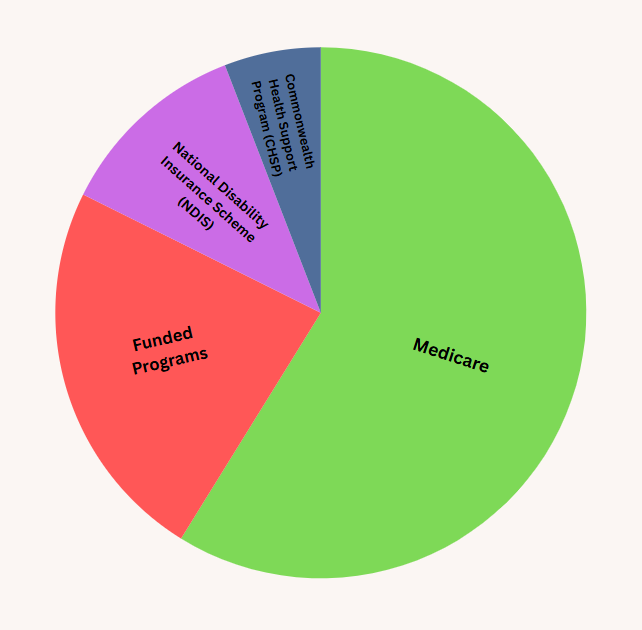 Commonwealth
Health Support
Program (CHSP)
National Disability
Insurance Scheme
(NDIS)
Funded
Programs
Medicare